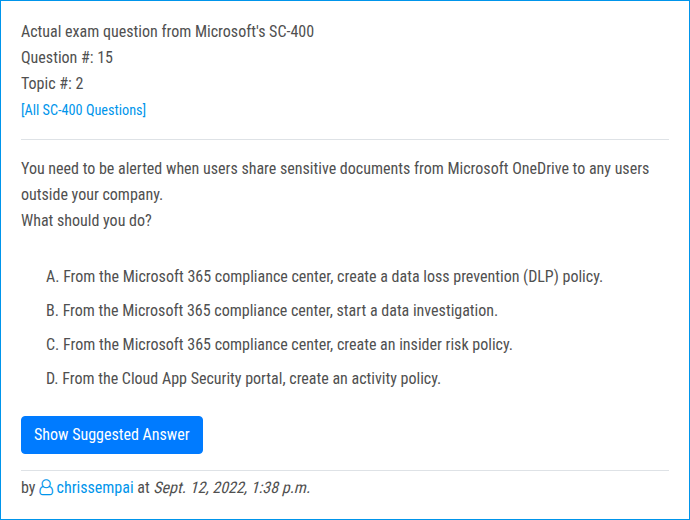 Actual exam question from Microsoft's SC-400
Question #: 15
Topic #: 2
[All SC-400 Questions]
You need to be alerted when users share sensitive documents from Microsoft OneDrive to any users
outside your company.
What should you do?
A. From the Microsoft 365 compliance center, create a data loss prevention (DLP) policy.
B. From the Microsoft 365 compliance center, start a data investigation.
C. From the Microsoft 365 compliance center, create an insider risk policy.
D. From the Cloud App Security portal, create an activity policy.
Show Suggested Answer
by chrissempai at Sept. 12, 2022, 1:38 p.m.